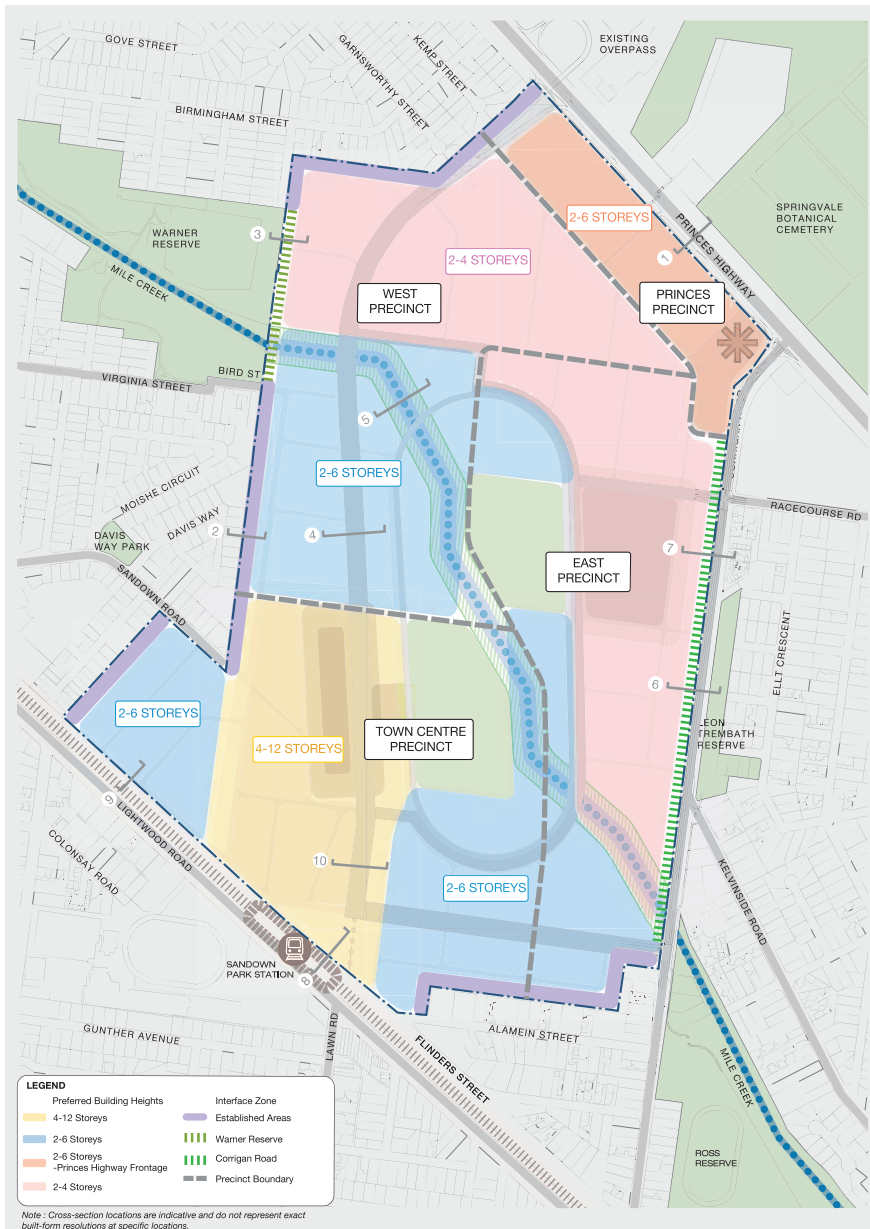 GOVE STREET
KEMP STREET
GARNSWORTHY STREET
EXISTING
OVERPASS
BIRMINGHAM STREET
SPRINGVALE
BOTANICAL
CEMETERY
2-6 STOREYS
PRINCES HIGHWAY
1
WARNER
RESERVE
3
2-4 STOREYS
MILE CREEK
WEST
PRECINCT
PRINCES
PRECINCT
BIRD ST
VIRGINIA STREET
5
2-6 STOREYS
MOISHE CIRCUIT
RACECOURSE RD
DAVIS WAY
DAVIS
WAY PARK
2
4
7
EAST
PRECINCT
SANDOWN ROAD
ELLT CRESCENT
6
2-6 STOREYS
LEON
TREMBATH
RESERVE
4-12 STOREYS
TOWN CENTRE
PRECINCT
9
LIGHTWOOD ROAD
COLONSAY ROAD
10
2-6 STOREYS
KELVINSIDE ROAD
SANDOWN
PARK STATION
8
GUNTHER AVENUE
LAWN RD
FLINDERS STREET
ALAMEIN STREET
MILE CREEK
ROSS
RESERVE
LEGEND
Preferred Building Heights
4-12 Storeys
2-6 Storeys
2-6 Storeys
-Princes Highway Frontage
2-4 Storeys
Interface Zone
Established Areas
Warner Reserve
Corrigan Road
Precinct Boundary
Note : Cross-section locations are indicative and do not represent exact
built-form resolutions at specific locations.